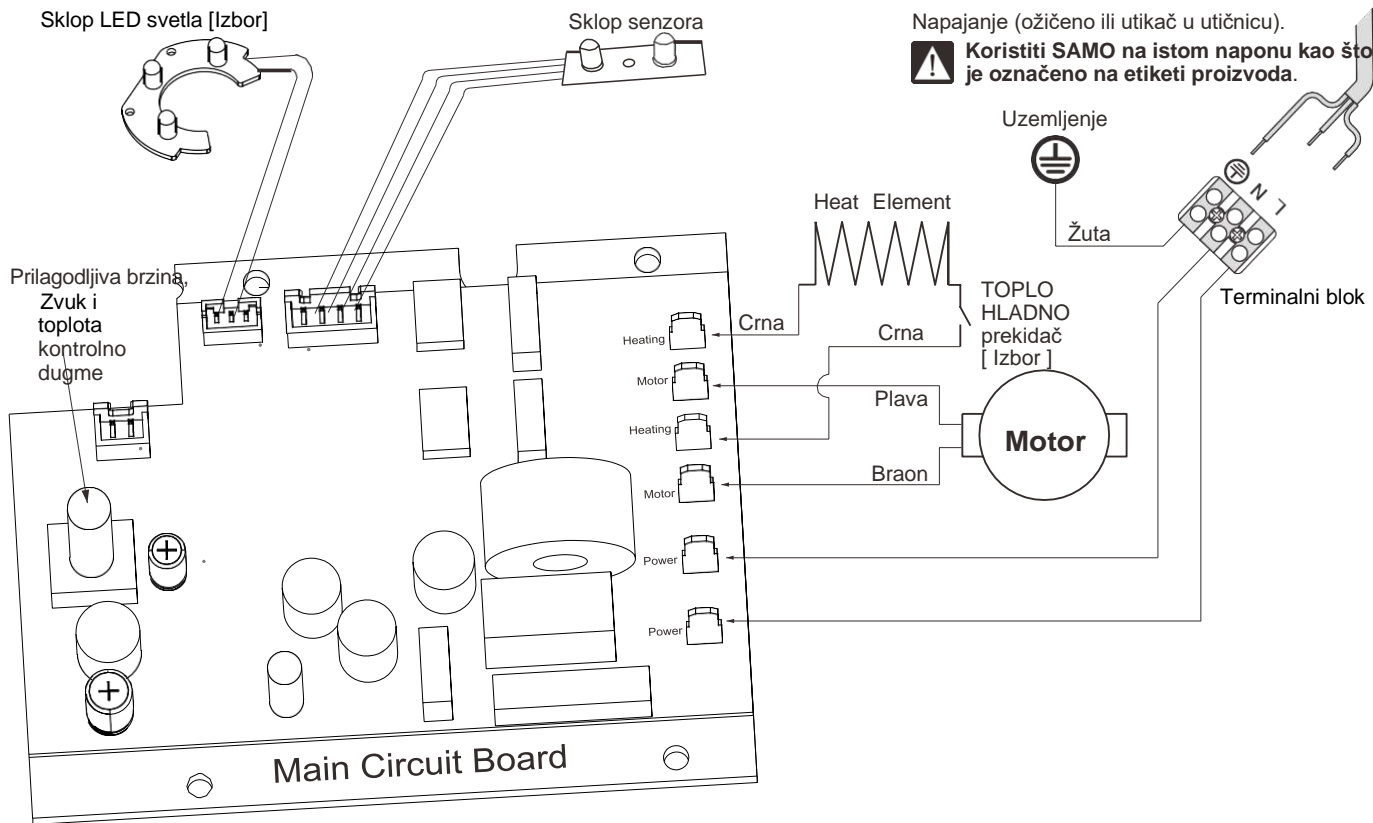 Sklop LED svetla [Izbor]
Sklop senzora
Napajanje (ožičeno ili utikač u utičnicu).
Koristiti SAMO na istom naponu kao što
je označeno na etiketi proizvoda.
Uzemljenje
L N
Heat Element
Žuta
Prilagodljiva brzina,
Zvuk i
toplota
kontrolno
dugme
Terminalni blok
TOPLO
HLADNO
prekidač
[ Izbor ]
Crna
Heating
Crna
Motor
Plava
Heating
Motor
Braon
Motor
Power
Power
Main Circuit Board